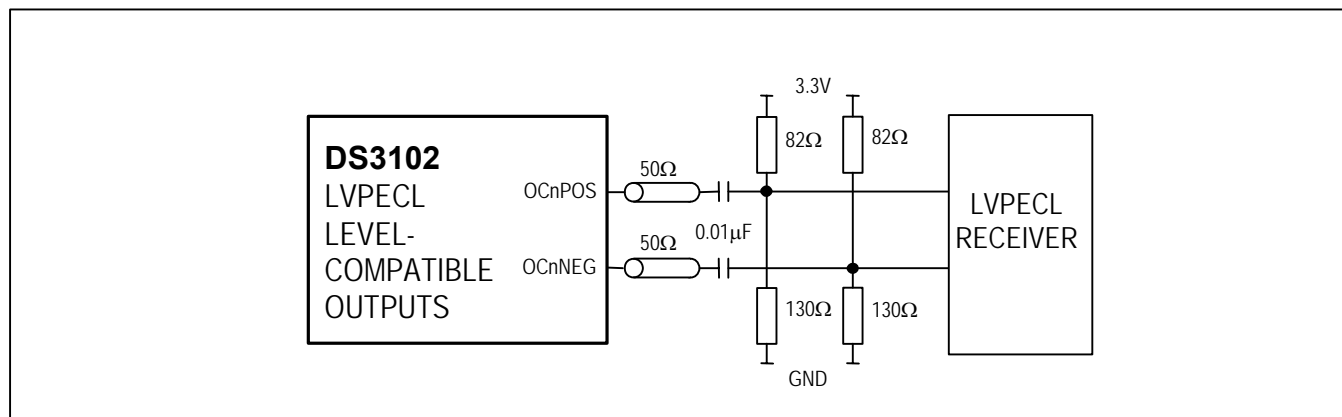 3.3V
82Ω
82Ω
DS3102
LVPECL
LEVEL-
COMPATIBLE
OUTPUTS
OCnPOS
OCnNEG
50Ω
50Ω
0.01μF
130Ω
130Ω
GND
LVPECL
RECEIVER